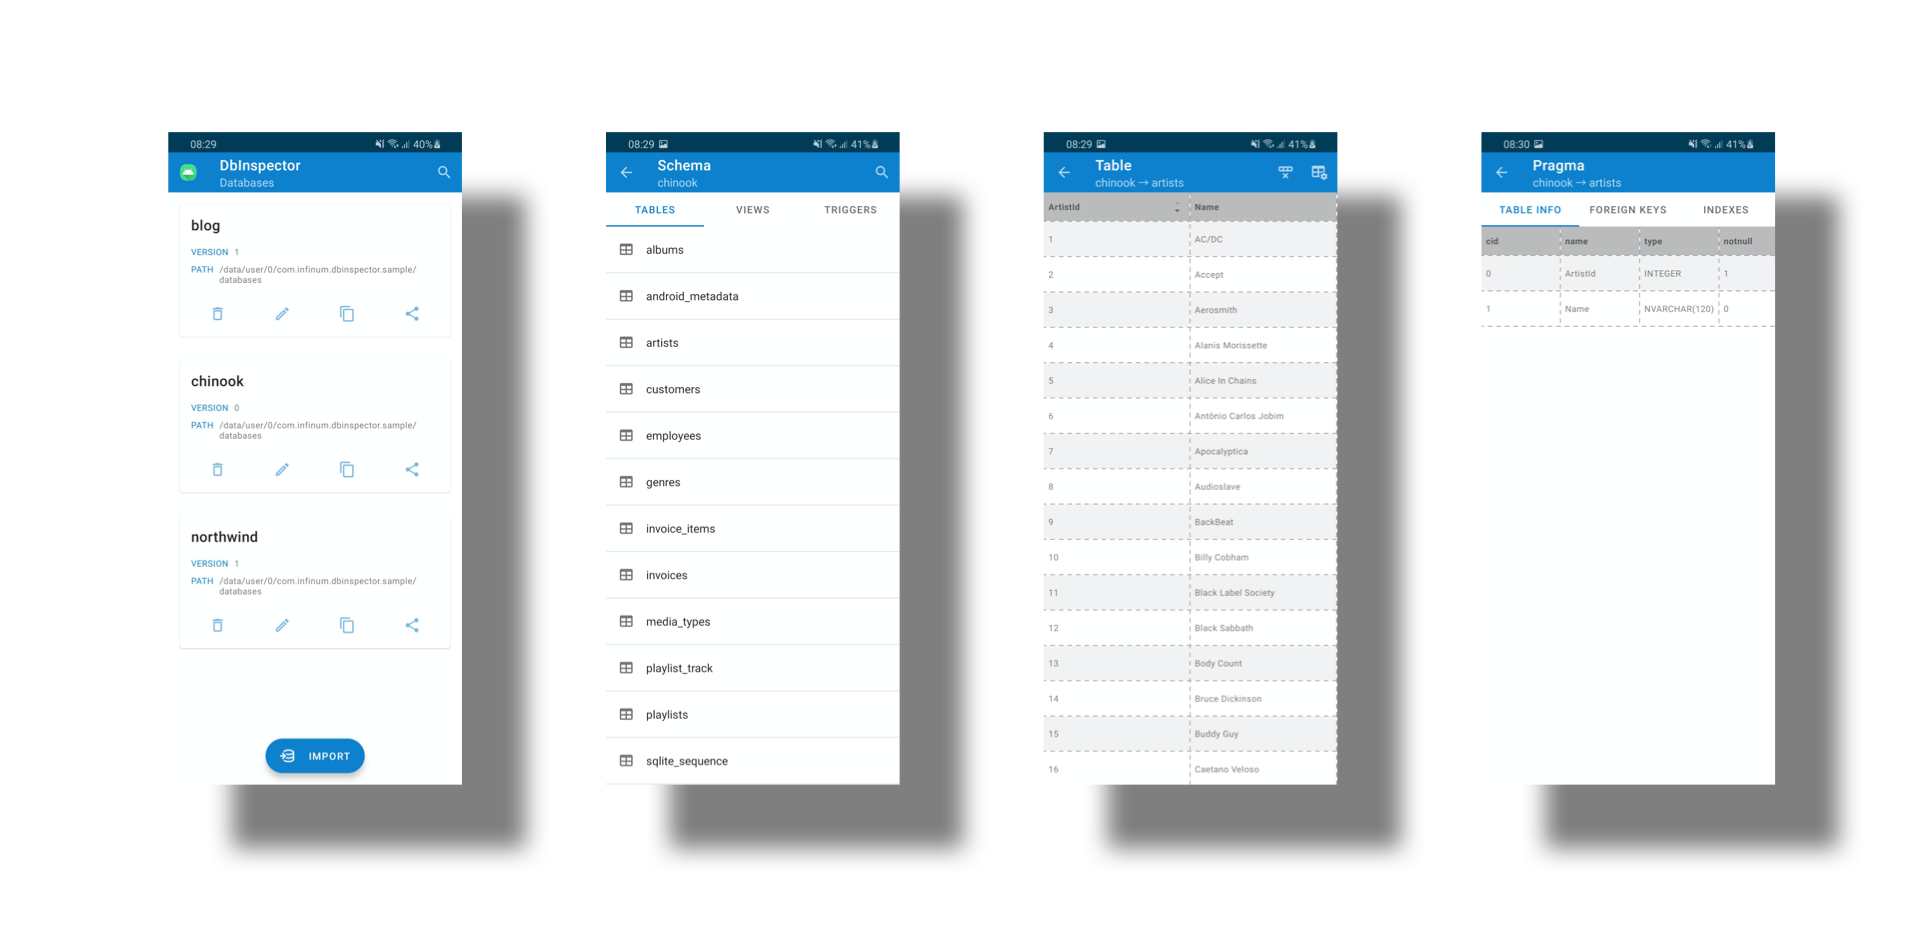 08:29 40%
DbInspector
Databases
blog
VERSION 1
PATH /data/user/0/com.infinum.dbinspector.sample/
databases
chinook
VERSION 0
PATH /data/user/0/com.infinum.dbinspector.sample/
databases
northwind
VERSION 1
PATH /data/user/0/com.infinum.dbinspector.sample/
databases
IMPORT
08:29 41%
Schema
chinook
TABLES VIEWS TRIGGERS
albums
android_metadata
artists
customers
employees
genres
invoice_items
invoices
media_types
playlist_track
playlists
sqlite_sequence
08:29 41%
Table
chinook → artists
ArtistId Name
1 AC/DC
2 Accept
3 Aerosmith
4 Alanis Morissette
5 Alice In Chains
6 Antônio Carlos Jobim
7 Apocalyptica
8 Audioslave
9 BackBeat
10 Billy Cobham
11 Black Label Society
12 Black Sabbath
13 Body Count
14 Bruce Dickinson
15 Buddy Guy
16 Caetano Veloso
08:30 41%
Pragma
chinook → artists
TABLE INFO FOREIGN KEYS INDEXES
cid name type notnull
0 ArtistId INTEGER 1
1 Name NVARCHAR(120) 0